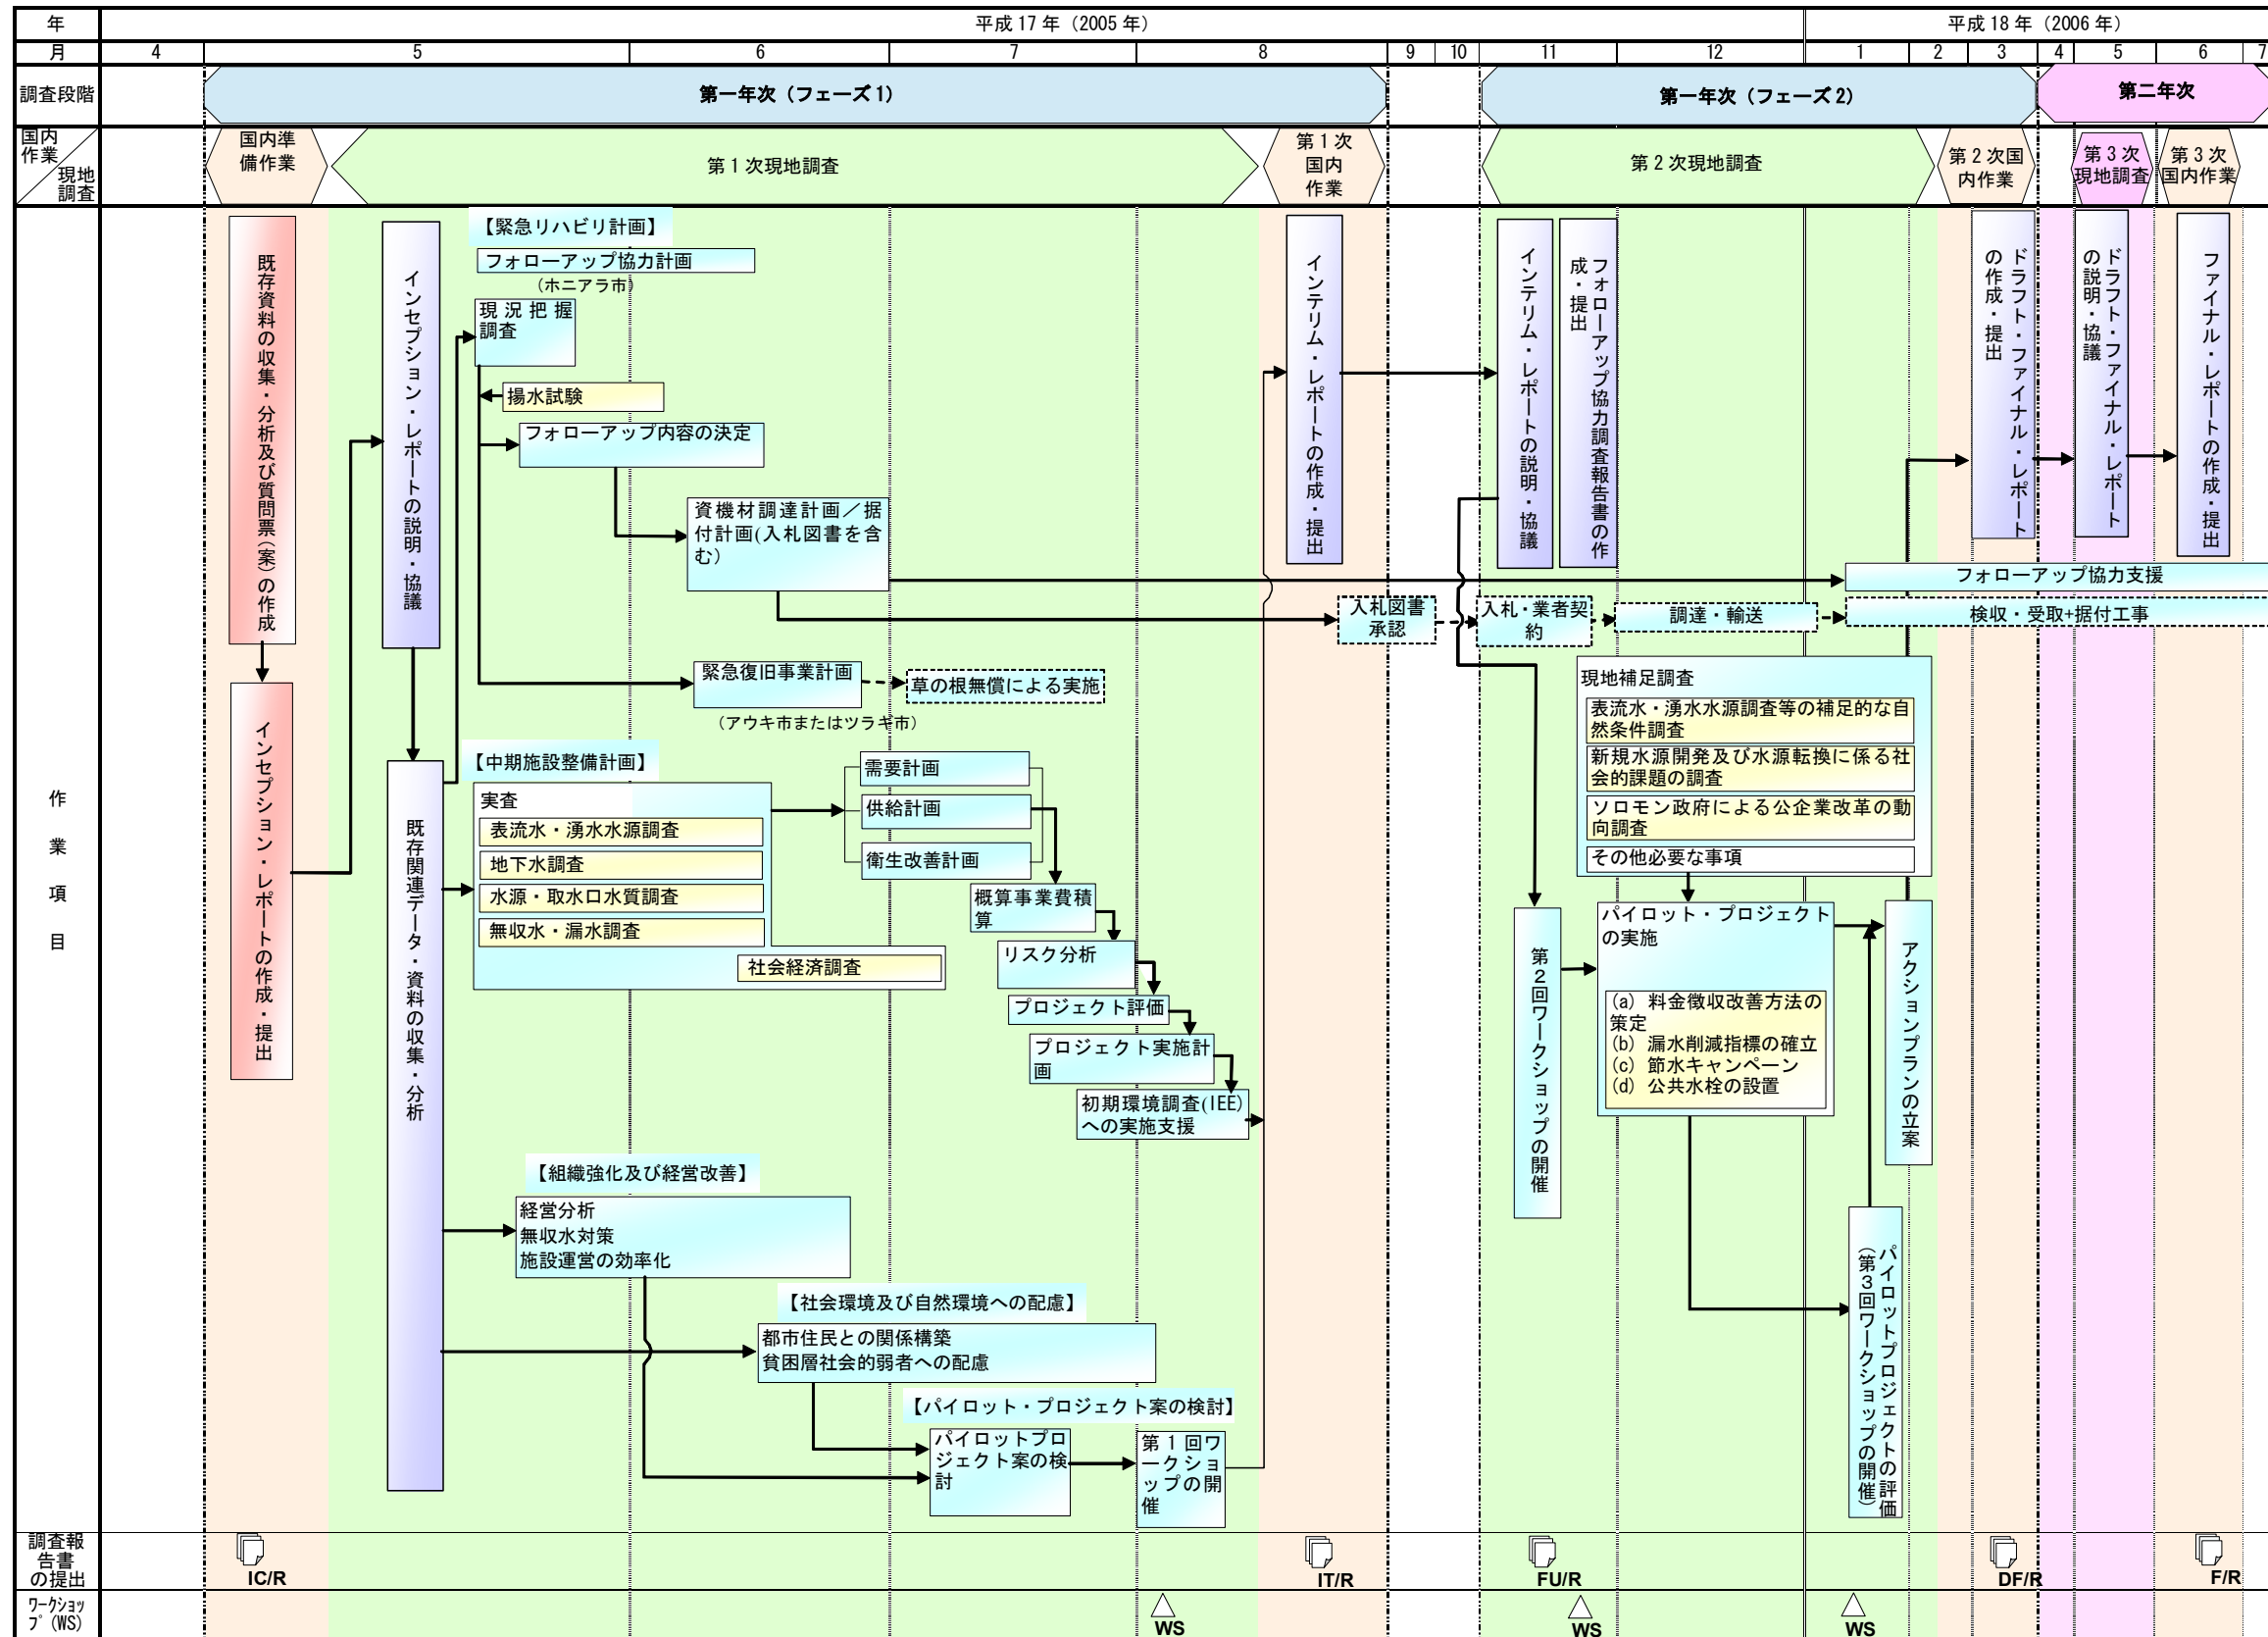 年
平成 17 年（2005 年）
平成 18 年（2006 年）
月
4
5
6
7
8
9
10
11
12
1
2
3
4
5
6
7
調査段階
第一年次（フェーズ 1）
第一年次（フェーズ 2）
第二年次
国内
作業
現地
調査
国内準
備作業
第 1 次現地調査
第 1 次
国内
作業
第 2 次現地調査
第 2 次国
内作業
第 3 次
現地調査
第 3 次
国内作業
作業項目
既存資料の収集・分析及び質問票（案）の作成
インセプション・レポートの作成・提出
インセプション・レポートの説明・協議
既存関連データ・資料の収集・分析
【緊急リハビリ計画】
フォローアップ協力計画
（ホニアラ市）
現況把握
調査
揚水試験
フォローアップ内容の決定
資機材調達計画／据
付計画(入札図書を含
む）
緊急復旧事業計画
草の根無償による実施
（アウキ市またはツラギ市）
【中期施設整備計画】
実査
表流水・湧水水源調査
地下水調査
水源・取水口水質調査
無収水・漏水調査
社会経済調査
需要計画
供給計画
衛生改善計画
概算事業費積
算
リスク分析
プロジェクト評価
プロジェクト実施計
画
初期環境調査(IEE)
への実施支援
【組織強化及び経営改善】
経営分析
無収水対策
施設運営の効率化
【社会環境及び自然環境への配慮】
都市住民との関係構築
貧困層社会的弱者への配慮
【パイロット・プロジェクト案の検討】
パイロットプロ
ジェクト案の検
討
第 1 回ワ
ークショ
ップの開
催
インテリム・レポートの作成・提出
インテリム・レポートの説明・協議
フォローアップ協力調査報告書の作
成・提出
ドラフト・ファイナル・レポート
の作成・提出
ドラフト・ファイナル・レポート
の説明・協議
ファイナル・レポートの作成・提出
フォローアップ協力支援
入札図書
承認
入札・業者契
約
調達・輸送
検収・受取+据付工事
現地補足調査
表流水・湧水水源調査等の補足的な自
然条件調査
新規水源開発及び水源転換に係る社
会的課題の調査
ソロモン政府による公企業改革の動
向調査
その他必要な事項
第２回ワークショップの開催
パイロット・プロジェクト
の実施
(a) 料金徴収改善方法の
策定
(b) 漏水削減指標の確立
(c) 節水キャンペーン
(d) 公共水栓の設置
アクションプランの立案
パイロットプロジェクトの評価
（第３回ワークショップの開催）
調査報
告書
の提出
IC/R
IT/R
FU/R
DF/R
F/R
ﾜｰｸｼｮｯ
ﾌﾟ(WS)
WS
WS
WS